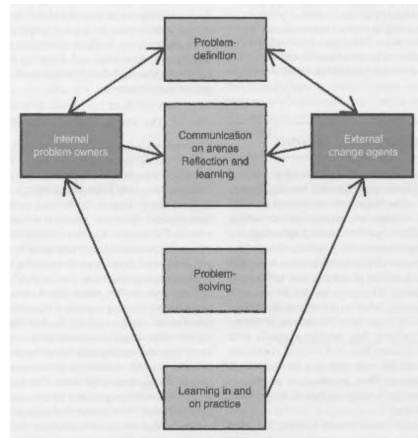 Problem-
definition
Internal
problem owners
Communication
on arenas
Reflection and
learning
External
change agents
Problem-
solving
Learning in and
on practice